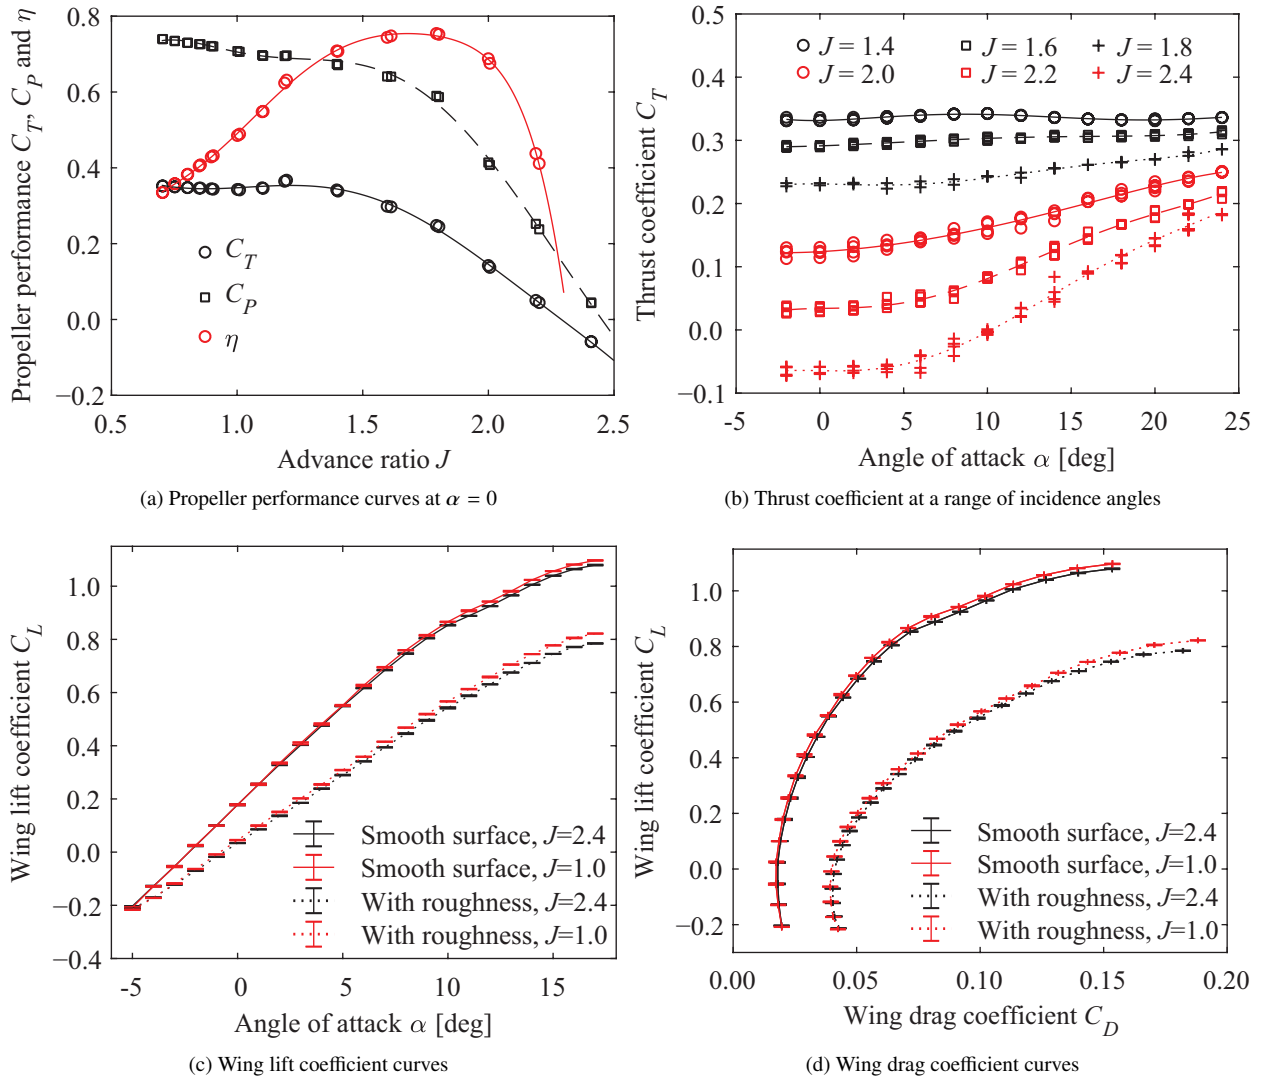 Propeller performance C_T, C_P and η
0.8
0.6
0.4
0.2
0.0
−0.2
C_T
C_P
η
0.5
1.0
1.5
2.0
2.5
Advance ratio J
(a) Propeller performance curves at α = 0
Thrust coefficient C_T
0.5
0.4
0.3
0.2
0.1
0.0
−0.1
J = 1.4
J = 1.6
J = 1.8
J = 2.0
J = 2.2
J = 2.4
-5
0
5
10
15
20
25
Angle of attack α [deg]
(b) Thrust coefficient at a range of incidence angles
Wing lift coefficient C_L
1.0
0.8
0.6
0.4
0.2
0.0
−0.2
−0.4
Smooth surface, J=2.4
Smooth surface, J=1.0
With roughness, J=2.4
With roughness, J=1.0
-5
0
5
10
15
Angle of attack α [deg]
(c) Wing lift coefficient curves
Wing lift coefficient C_L
1.0
0.8
0.6
0.4
0.2
0.0
−0.2
Smooth surface, J=2.4
Smooth surface, J=1.0
With roughness, J=2.4
With roughness, J=1.0
0.00
0.05
0.10
0.15
0.20
Wing drag coefficient C_D
(d) Wing drag coefficient curves